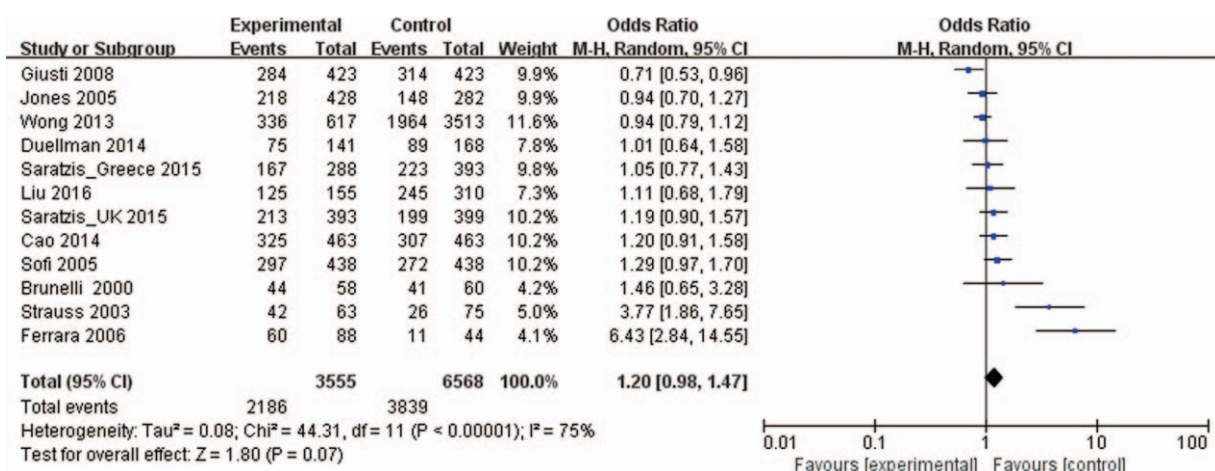 Experimental Control Odds Ratio Odds Ratio
Study or Subgroup Events Total Events Total Weight M-H, Random, 95% CI M-H, Random, 95% CI
Giusti 2008 284 423 314 423 9.9% 0.71 [0.53, 0.96]
Jones 2005 218 428 148 282 9.9% 0.94 [0.70, 1.27]
Wong 2013 336 617 1964 3513 11.6% 0.94 [0.79, 1.12]
Duellman 2014 75 141 89 168 7.8% 1.01 [0.64, 1.58]
Saratzis_Greece 2015 167 288 223 393 9.8% 1.05 [0.77, 1.43]
Liu 2016 125 155 245 310 7.3% 1.11 [0.68, 1.79]
Saratzis_UK 2015 213 393 199 399 10.2% 1.19 [0.90, 1.57]
Cao 2014 325 463 307 463 10.2% 1.20 [0.91, 1.58]
Sofi 2005 297 438 272 438 10.2% 1.29 [0.97, 1.70]
Brunelli 2000 44 58 41 60 4.2% 1.46 [0.65, 3.28]
Strauss 2003 42 63 26 75 5.0% 3.77 [1.86, 7.65]
Ferrara 2006 60 88 11 44 4.1% 6.43 [2.84, 14.55]
Total (95% CI) 3555 6568 100.0% 1.20 [0.98, 1.47]
Total events 2186 3839
Heterogeneity: Tau² = 0.08; Chi² = 44.31, df = 11 (P < 0.00001); I² = 75%
Test for overall effect: Z = 1.80 (P = 0.07)
0.01 0.1 1 10 100
Favours [experimental] Favours [control]